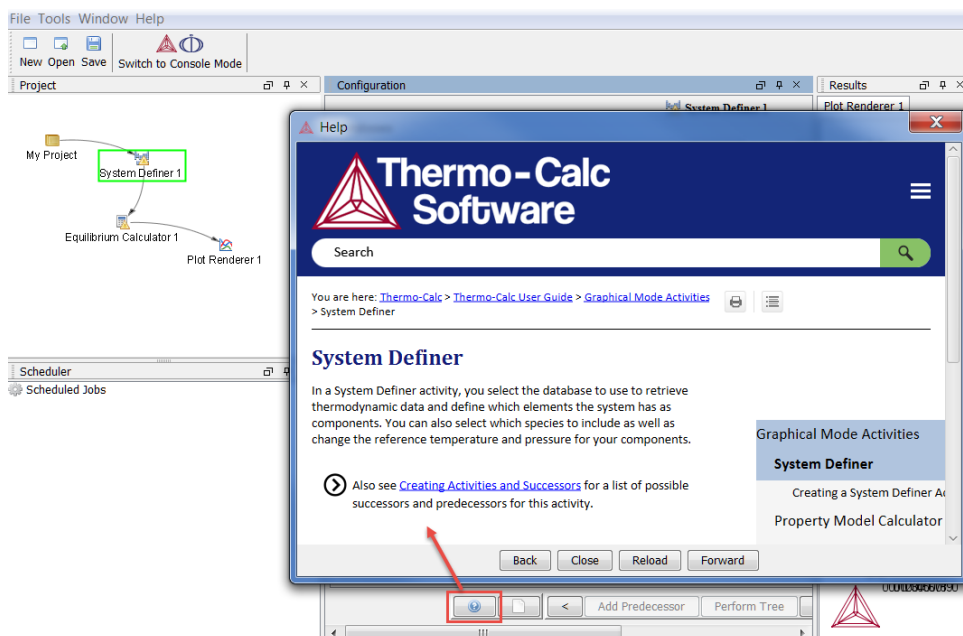 File Tools Window Help
New Open Save Switch to Console Mode
Project
Configuration
Results
System Definer 1
Plot Renderer 1
My Project
System Definer 1
Equilibrium Calculator 1
Plot Renderer 1
Scheduler
Scheduled Jobs
Help
Thermo-Calc
Software
Search
You are here: Thermo-Calc > Thermo-Calc User Guide > Graphical Mode Activities
> System Definer
System Definer
In a System Definer activity, you select the database to use to retrieve
thermodynamic data and define which elements the system has as
components. You can also select which species to include as well as
change the reference temperature and pressure for your components.
Also see Creating Activities and Successors for a list of possible
successors and predecessors for this activity.
Graphical Mode Activities
System Definer
Creating a System Definer
Property Model Calculator
Back Close Reload Forward
< Add Predecessor Perform Tree